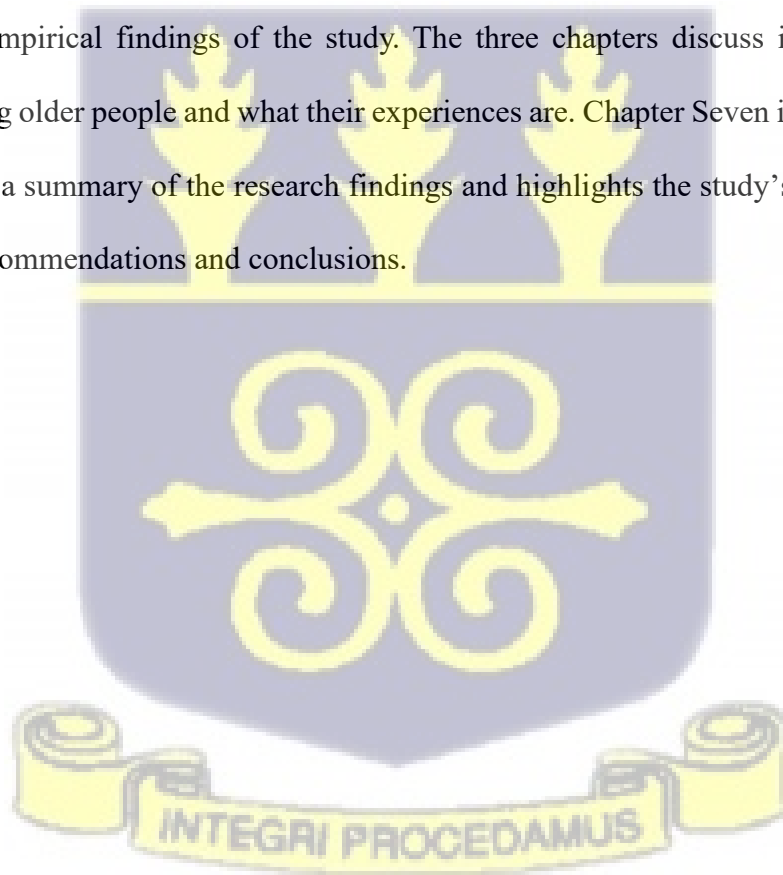 mpirical findings of the study. The three chapters discuss i
g older people and what their experiences are. Chapter Seven i
a summary of the research findings and highlights the study's
ommendations and conclusions.
INTEGRI PROCEDAMUS